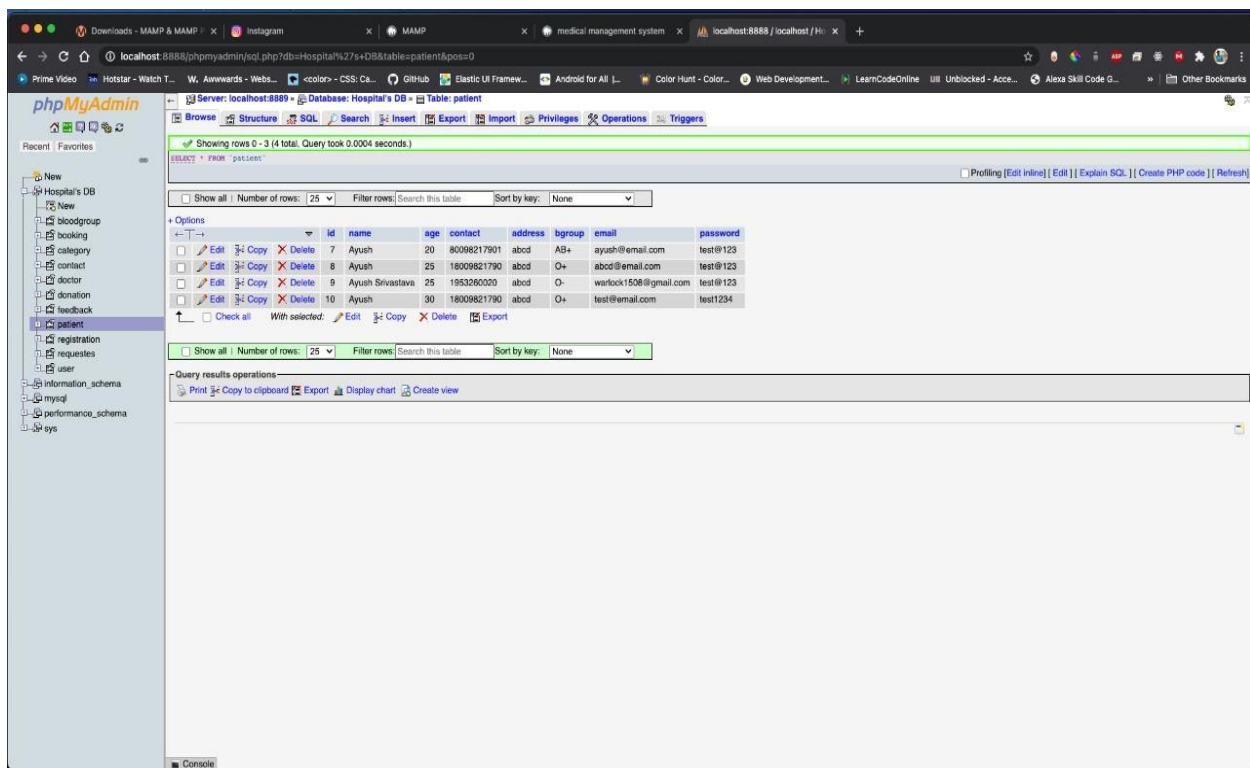 Downloads - MAMP & MAMP P
Instagram
MAMP
medical management system
localhost:8888 / localhost / Ho
localhost:8888/phpmyadmin/sql.php?db=Hospital%27s+DB&table=patient&pos=0
Prime Video Hotstar - Watch T... Awwwards - Webs... <color> - CSS: Ca... GitHub Elastic UI Framew... Android for All |... Color Hunt - Color... Web Development... LearnCodeOnline Unblocked - Acce... Alexa Skill Code G... » Other Bookmarks
phpMyAdmin
Recent Favorites
New
Hospital's DB
New
bloodgroup
booking
category
contact
doctor
donation
feedback
patient
registration
requestes
user
information_schema
mysql
performance_schema
sys
Server: localhost:8889 » Database: Hospital's DB » Table: patient
Browse Structure SQL Search Insert Export Import Privileges Operations Triggers
Showing rows 0 - 3 (4 total, Query took 0.0004 seconds.)
SELECT * FROM `patient`
Profiling [Edit inline] [ Edit ] [ Explain SQL ] [ Create PHP code ] [ Refresh]
Show all | Number of rows: 25 Filter rows: Search this table Sort by key: None
+ Options
id name age contact address bgroup email password
Edit Copy Delete 7 Ayush 20 80098217901 abcd AB+ ayush@email.com test@123
Edit Copy Delete 8 Ayush 25 18009821790 abcd O+ abcd@email.com test@123
Edit Copy Delete 9 Ayush Srivastava 25 1953260020 abcd O- warlock1508@gmail.com test@123
Edit Copy Delete 10 Ayush 30 18009821790 abcd O+ test@email.com test1234
Check all With selected: Edit Copy Delete Export
Show all | Number of rows: 25 Filter rows: Search this table Sort by key: None
Query results operations
Print Copy to clipboard Export Display chart Create view
Console